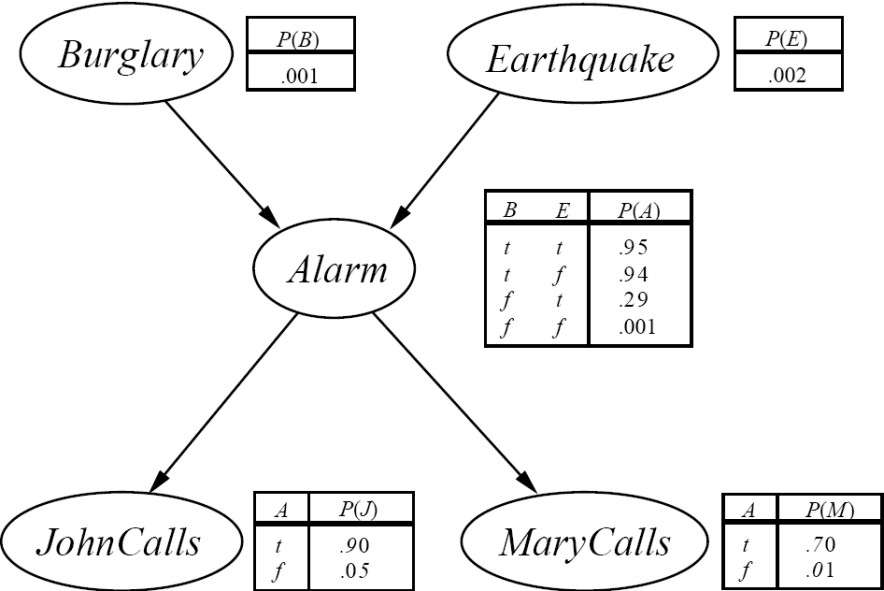 Burglary
P(B)
.001
Earthquake
P(E)
.002
Alarm
B E P(A)
t t .95
t f .94
f t .29
f f .001
JohnCalls
A P(J)
t .90
f .05
MaryCalls
A P(M)
t .70
f .01